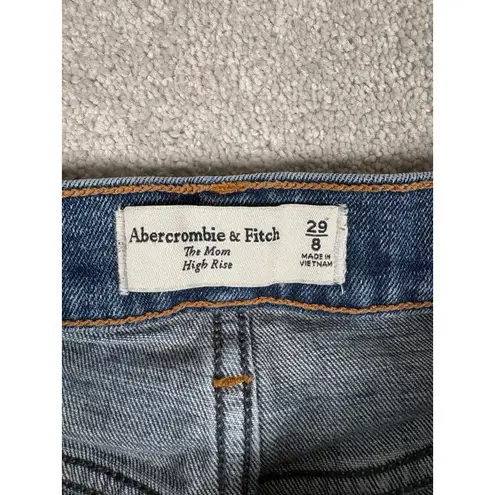 Abercrombie & Fitch
The Mom
High Rise
29
8
MADE IN
VIETNAM